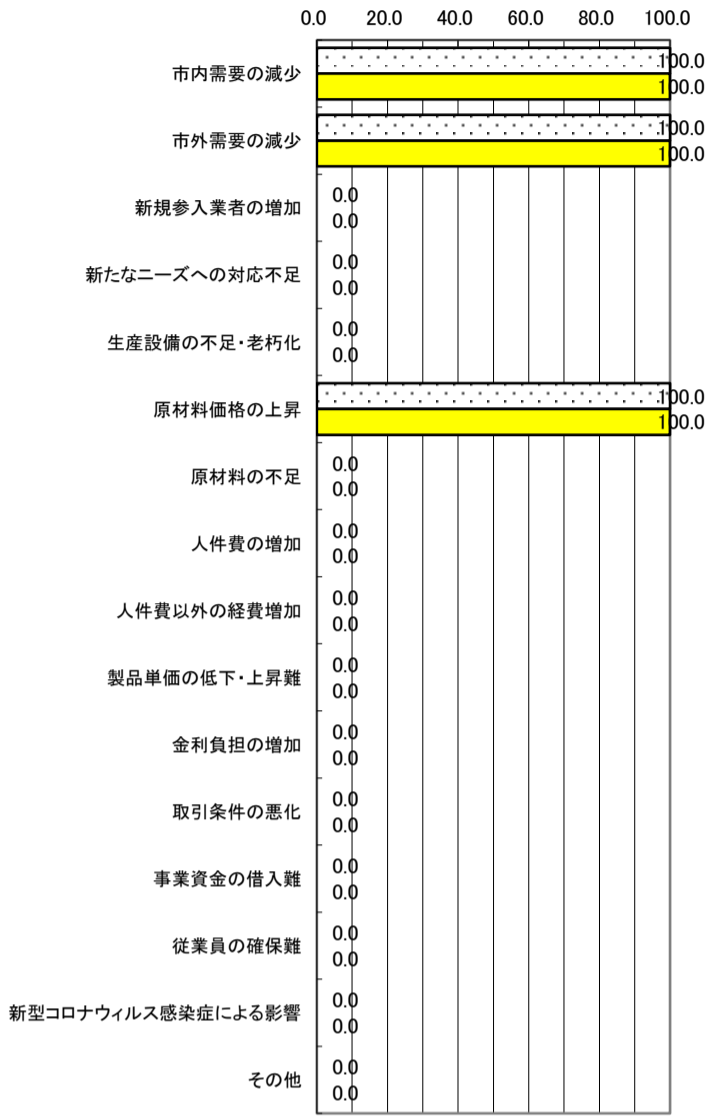 0.0 20.0 40.0 60.0 80.0 100.0
市内需要の減少 100.0
100.0
市外需要の減少 100.0
100.0
新規参入業者の増加 0.0
0.0
新たなニーズへの対応不足 0.0
0.0
生産設備の不足・老朽化 0.0
0.0
原材料価格の上昇 100.0
100.0
原材料の不足 0.0
0.0
人件費の増加 0.0
0.0
人件費以外の経費増加 0.0
0.0
製品単価の低下・上昇難 0.0
0.0
金利負担の増加 0.0
0.0
取引条件の悪化 0.0
0.0
事業資金の借入難 0.0
0.0
従業員の確保難 0.0
0.0
新型コロナウィルス感染症による影響 0.0
0.0
その他 0.0
0.0